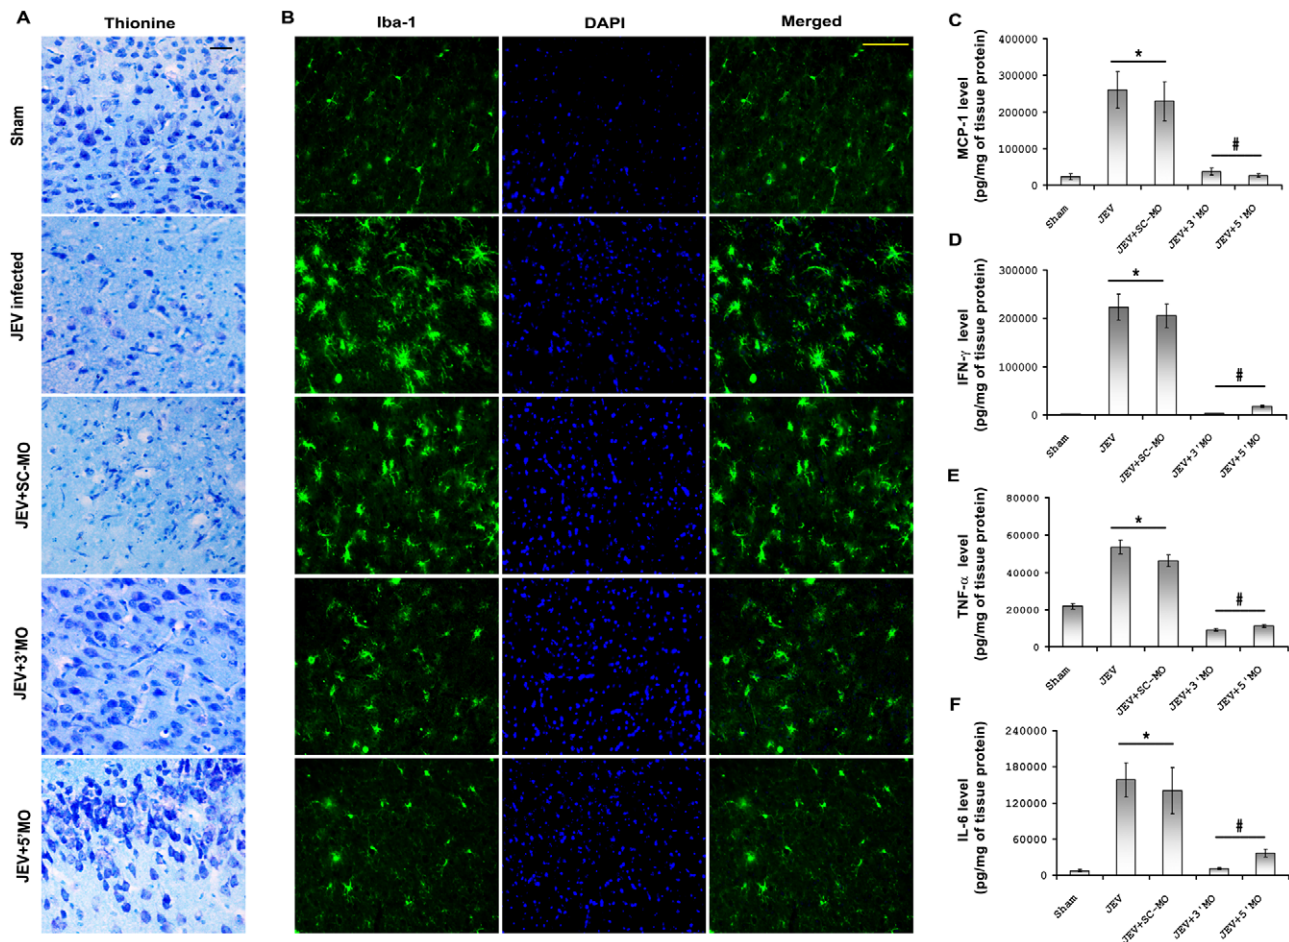 A
Thionine
Sham
JEV infected
JEV+SC-MO
JEV+3'MO
JEV+5'MO
B
Iba-1
DAPI
Merged
C
MCP-1 level
(pg/mg of tissue protein)
400000
300000
200000
100000
0
*
#
Sham
JEV
JEV+SC-MO
JEV+3'MO
JEV+5'MO
D
IFN-γ level
(pg/mg of tissue protein)
300000
200000
100000
0
*
#
Sham
JEV
JEV+SC-MO
JEV+3'MO
JEV+5'MO
E
TNF-α level
(pg/mg of tissue protein)
80000
60000
40000
20000
0
*
#
Sham
JEV
JEV+SC-MO
JEV+3'MO
JEV+5'MO
F
IL-6 level
(pg/mg of tissue protein)
240000
180000
120000
60000
0
*
#
Sham
JEV
JEV+SC-MO
JEV+3'MO
JEV+5'MO